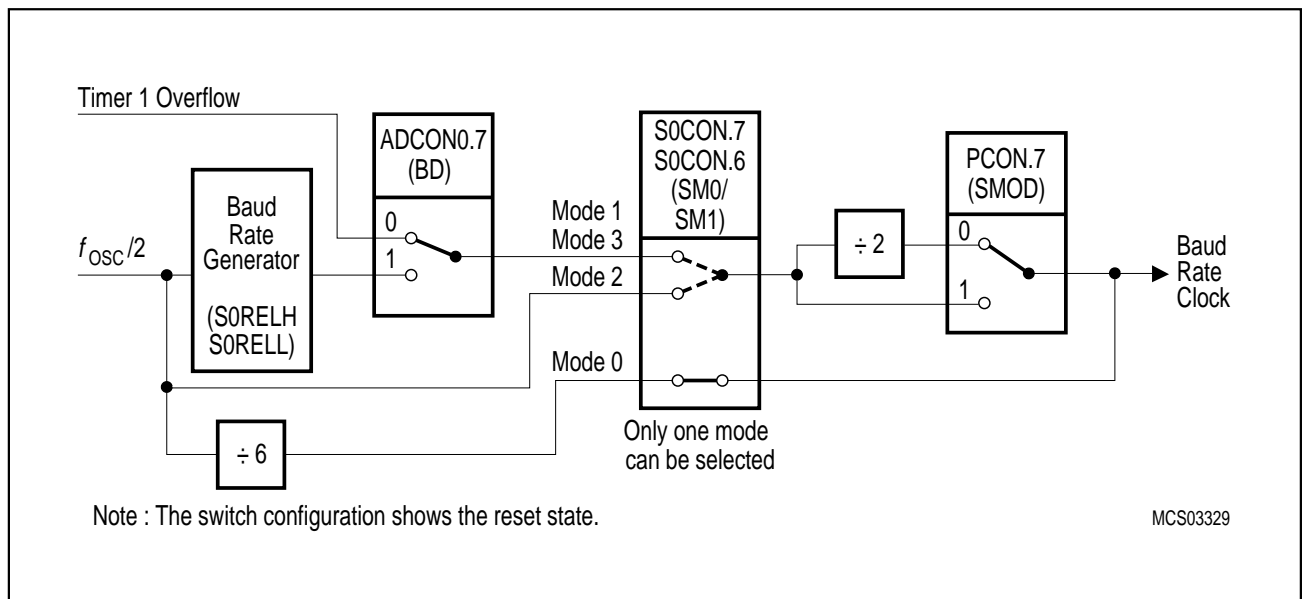 Timer 1 Overflow
ADCON0.7
(BD)
0
1
Baud
Rate
Generator
(S0RELH
S0RELL)
fOSC/2
÷ 6
Mode 1
Mode 3
Mode 2
Mode 0
S0CON.7
S0CON.6
(SM0/
SM1)
Only one mode
can be selected
÷ 2
PCON.7
(SMOD)
0
1
Baud
Rate
Clock
Note : The switch configuration shows the reset state.
MCS03329